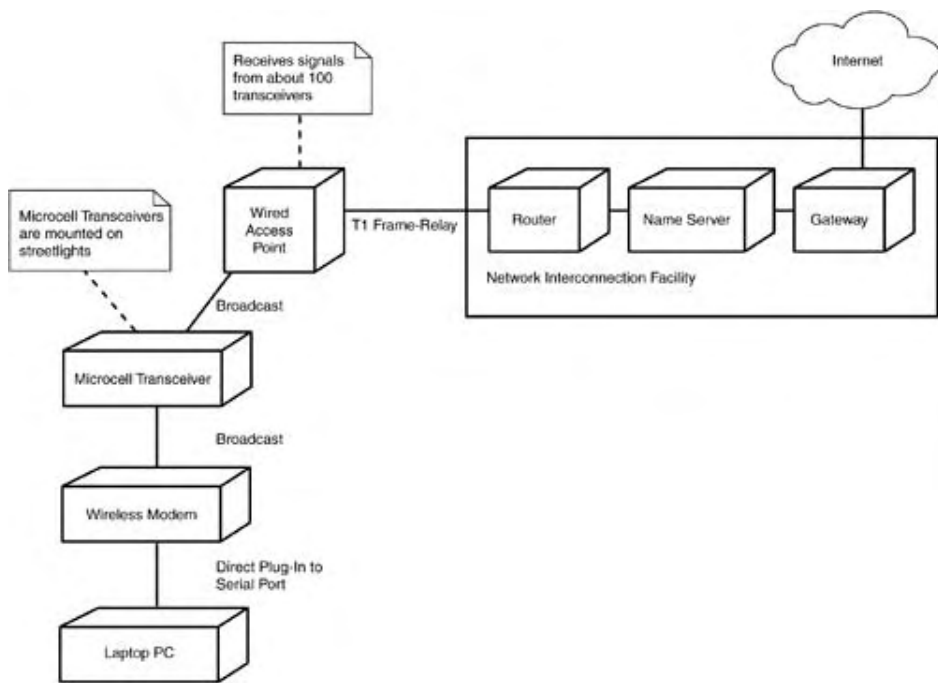 Receives signals
from about 100
transceivers
Internet
Microcell Transceivers
are mounted on
streetlights
Wired
Access
Point
T1 Frame-Relay
Router
Name Server
Gateway
Network Interconnection Facility
Broadcast
Microcell Transceiver
Broadcast
Wireless Modem
Direct Plug-In to
Serial Port
Laptop PC